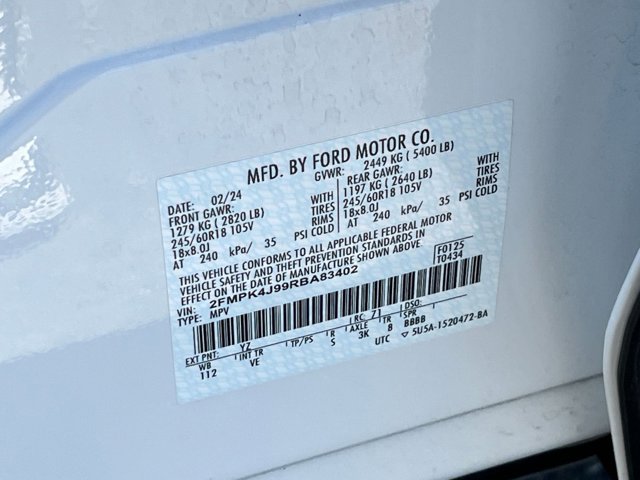 MFD. BY FORD MOTOR CO.
DATE: 02/24 GVWR: 2449 KG ( 5400 LB)
FRONT GAWR: WITH REAR GAWR: WITH
1279 KG ( 2820 LB) TIRES 1197 KG ( 2640 LB) TIRES
245/60R18 105V RIMS 245/60R18 105V RIMS
18x8.0J PSI COLD 18x8.0J PSI COLD
AT 240 kPa/ 35 AT 240 kPa/ 35
THIS VEHICLE CONFORMS TO ALL APPLICABLE FEDERAL MOTOR
VEHICLE SAFETY AND THEFT PREVENTION STANDARDS IN
EFFECT ON THE DATE OF MANUFACTURE SHOWN ABOVE.
VIN: 2FMPK4J99RBA83402 F0125
TYPE: MPV T0434
EXT PNT: YZ RC: 71 DSO:
WB INT TR TP/PS R AXLE TR SPR
112 VE S 3K 8 BBBB
UTC ▽ 5U5A-1520472-BA